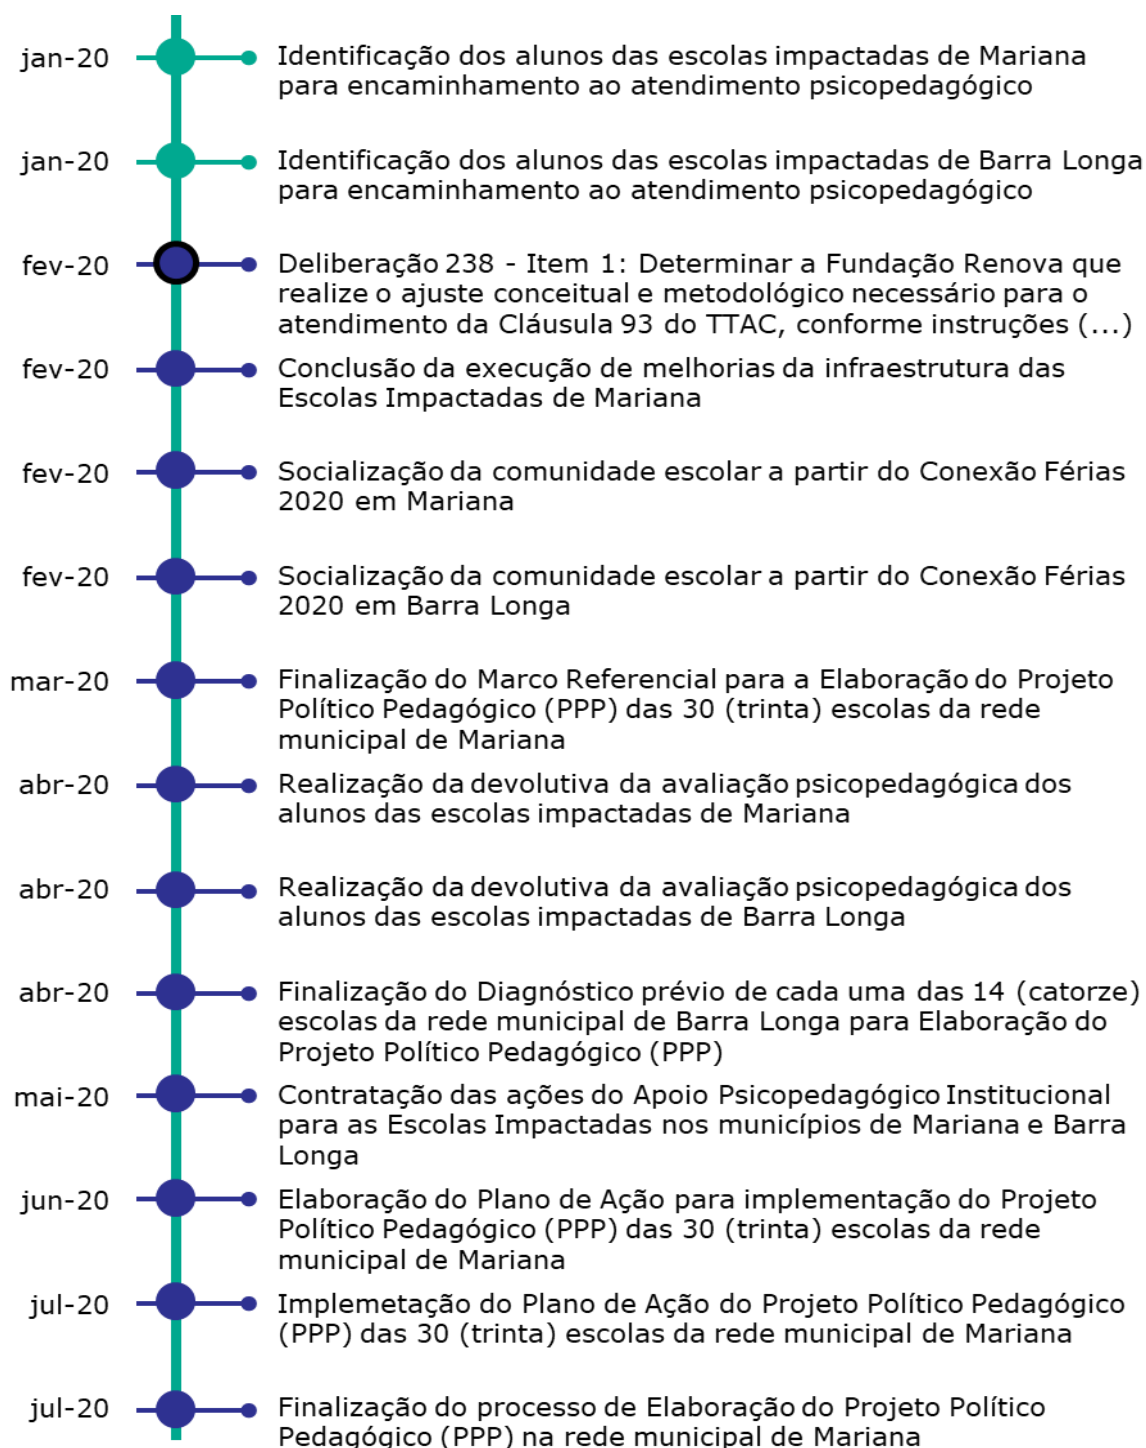 jan-20
Identificação dos alunos das escolas impactadas de Mariana
para encaminhamento ao atendimento psicopedagógico
jan-20
Identificação dos alunos das escolas impactadas de Barra Longa
para encaminhamento ao atendimento psicopedagógico
fev-20
Deliberação 238 - Item 1: Determinar a Fundação Renova que
realize o ajuste conceitual e metodológico necessário para o
atendimento da Cláusula 93 do TTAC, conforme instruções (...)
fev-20
Conclusão da execução de melhorias da infraestrutura das
Escolas Impactadas de Mariana
fev-20
Socialização da comunidade escolar a partir do Conexão Férias
2020 em Mariana
fev-20
Socialização da comunidade escolar a partir do Conexão Férias
2020 em Barra Longa
mar-20
Finalização do Marco Referencial para a Elaboração do Projeto
Político Pedagógico (PPP) das 30 (trinta) escolas da rede
municipal de Mariana
abr-20
Realização da devolutiva da avaliação psicopedagógica dos
alunos das escolas impactadas de Mariana
abr-20
Realização da devolutiva da avaliação psicopedagógica dos
alunos das escolas impactadas de Barra Longa
abr-20
Finalização do Diagnóstico prévio de cada uma das 14 (catorze)
escolas da rede municipal de Barra Longa para Elaboração do
Projeto Político Pedagógico (PPP)
mai-20
Contratação das ações do Apoio Psicopedagógico Institucional
para as Escolas Impactadas nos municípios de Mariana e Barra
Longa
jun-20
Elaboração do Plano de Ação para implementação do Projeto
Político Pedagógico (PPP) das 30 (trinta) escolas da rede
municipal de Mariana
jul-20
Implemetação do Plano de Ação do Projeto Político Pedagógico
(PPP) das 30 (trinta) escolas da rede municipal de Mariana
jul-20
Finalização do processo de Elaboração do Projeto Político
Pedagógico (PPP) na rede municipal de Mariana